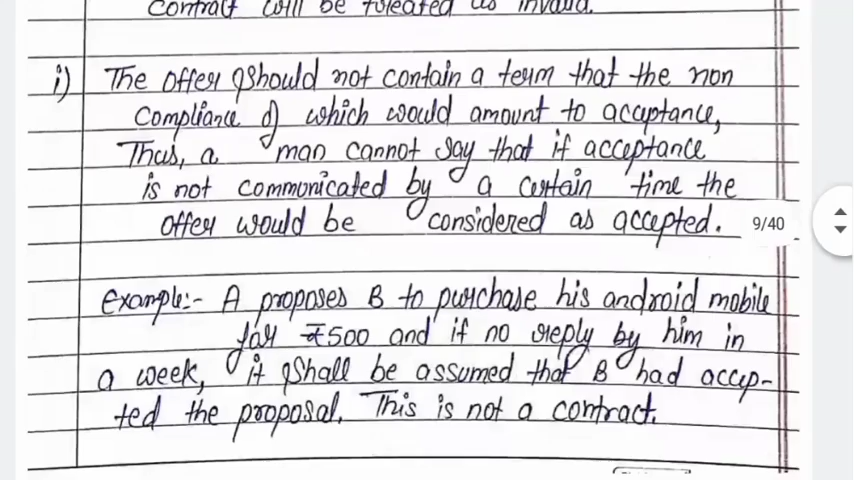 Contract will be treated as invalid.
i) The offer should not contain a term that the non
Compliance of which would amount to acceptance,
Thus, a man cannot say that if acceptance
is not communicated by a certain time the
offer would be considered as accepted.
9/40
Example:- A proposes B to purchase his android mobile
for ₹500 and if no reply by him in
a week, it shall be assumed that B had accep-
ted the proposal. This is not a contract.